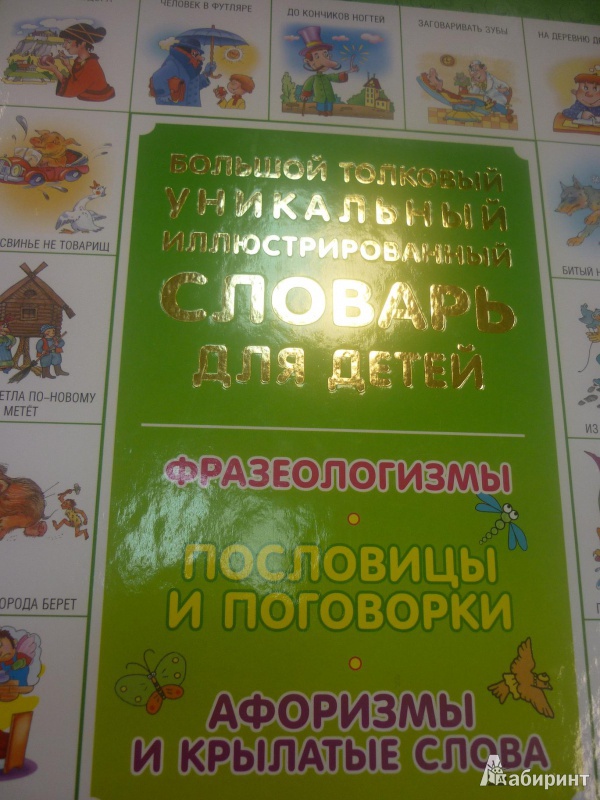 ЧЕЛОВЕК В ФУТЛЯРЕ
ДО КОНЧИКОВ НОГТЕЙ
ЗАГОВАРИВАТЬ ЗУБЫ
НА ДЕРЕВНЮ
БОЛЬШОЙ ТОЛКОВЫЙ
УНИКАЛЬНЫЙ
ИЛЛЮСТРИРОВАННЫЙ
СЛОВАРЬ
ДЛЯ ДЕТЕЙ
СВИНЬЕ НЕ ТОВАРИЩ
БИТЫЙ
ЕТЛА ПО-НОВОМУ
МЕТЁТ
ИЗ
ФРАЗЕОЛОГИЗМЫ
ПОСЛОВИЦЫ
И ПОГОВОРКИ
ОРОДА БЕРЕТ
АФОРИЗМЫ
И КРЫЛАТЫЕ СЛОВА
Лабиринт